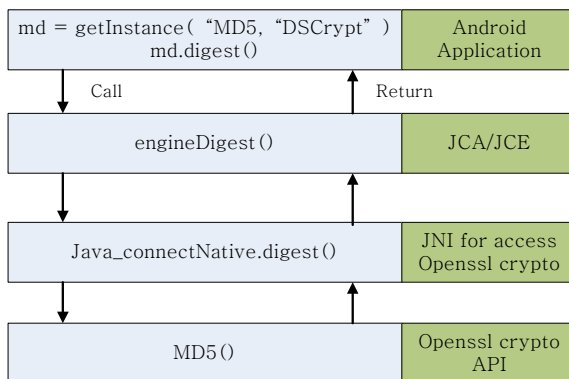 md = getInstance( “MD5, “DSCrypt” )
md.digest()
Android
Application
Call
Return
engineDigest()
JCA/JCE
Java_connectNative.digest()
JNI for access
Openssl crypto
MD5()
Openssl crypto
API